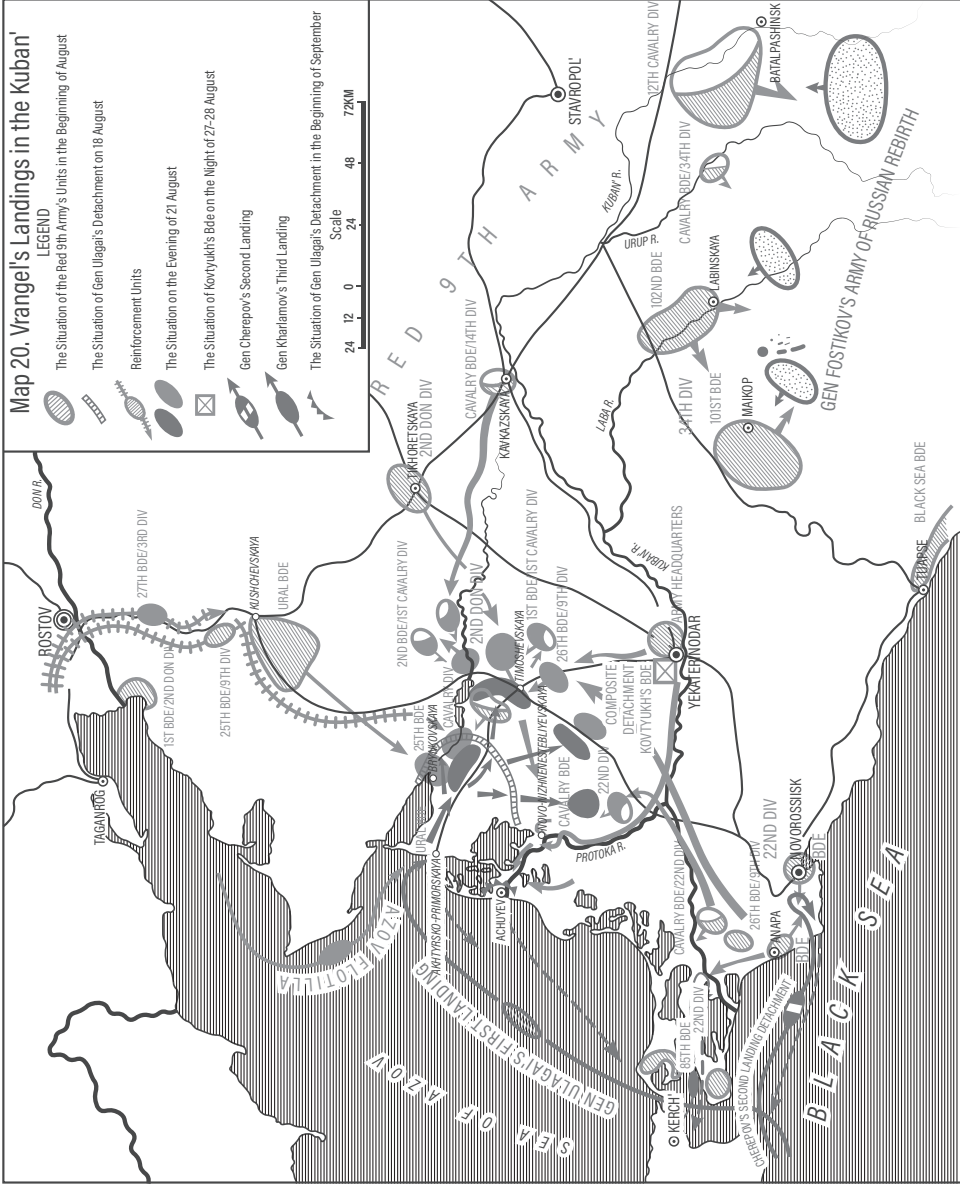 Map 20. Vrangel's Landings in the Kuban'
LEGEND
The Situation of the Red 9th Army's Units in the Beginning of August
The Situation of Gen Ulagai's Detachment on 18 August
Reinforcement Units
The Situation on the Evening of 21 August
The Situation of Kovtyukh's Bde on the Night of 27–28 August
Gen Cherepov's Second Landing
Gen Kharlamov's Third Landing
The Situation of Gen Ulagai's Detachment in the Beginning of September
Scale
24 12 0 24 48 72KM
DON R.
ROSTOV
TAGANROG
27TH BDE/3RD DIV
1ST BDE/2ND DON DIV
25TH BDE/9TH DIV
KUSHCHEVSKAYA
URAL BDE
RED 9TH ARMY
TIKHORETSKAYA
2ND DON DIV
CAVALRY BDE/14TH DIV
KAVKAZSKAYA
STAVROPOL'
12TH CAVALRY DIV
BATALPASHINSK
KUBAN' R.
URUP R.
CAVALRY BDE/34TH DIV
102ND BDE
LABINSKAYA
LABA R.
34TH DIV
101ST BDE
MAIKOP
GEN FOSTIKOV'S ARMY OF RUSSIAN REBIRTH
2ND BDE/1ST CAVALRY DIV
2ND DON DIV
1ST BDE/1ST CAVALRY DIV
26TH BDE/9TH DIV
TIMOSHEVSKAYA
25TH BDE
CAVALRY DIV
BRYUKHOVSKAYA
URAL BDE
NOVO-NIZHNENESTEBLIYEVSKAYA
CAVALRY BDE
22ND DIV
COMPOSITE
DETACHMENT
KOVTYUKH'S BDE
KUBAN' R.
ARMY HEADQUARTERS
YEKATERINODAR
PROTOKA R.
AKHTYRSKO-PRIMORSKAYA
ACHUYEV
AZOV FLOTILLA
GEN ULAGAI'S FIRST LANDING
SEA OF AZOV
CAVALRY BDE/22ND DIV
26TH BDE/9TH DIV
22ND DIV
NOVOROSSIISK
BDE
ANAPA
BDE
85TH BDE
22ND DIV
KERCH'
CHEREPOV'S SECOND LANDING DETACHMENT
BLACK SEA
TUAPSE
BLACK SEA BDE